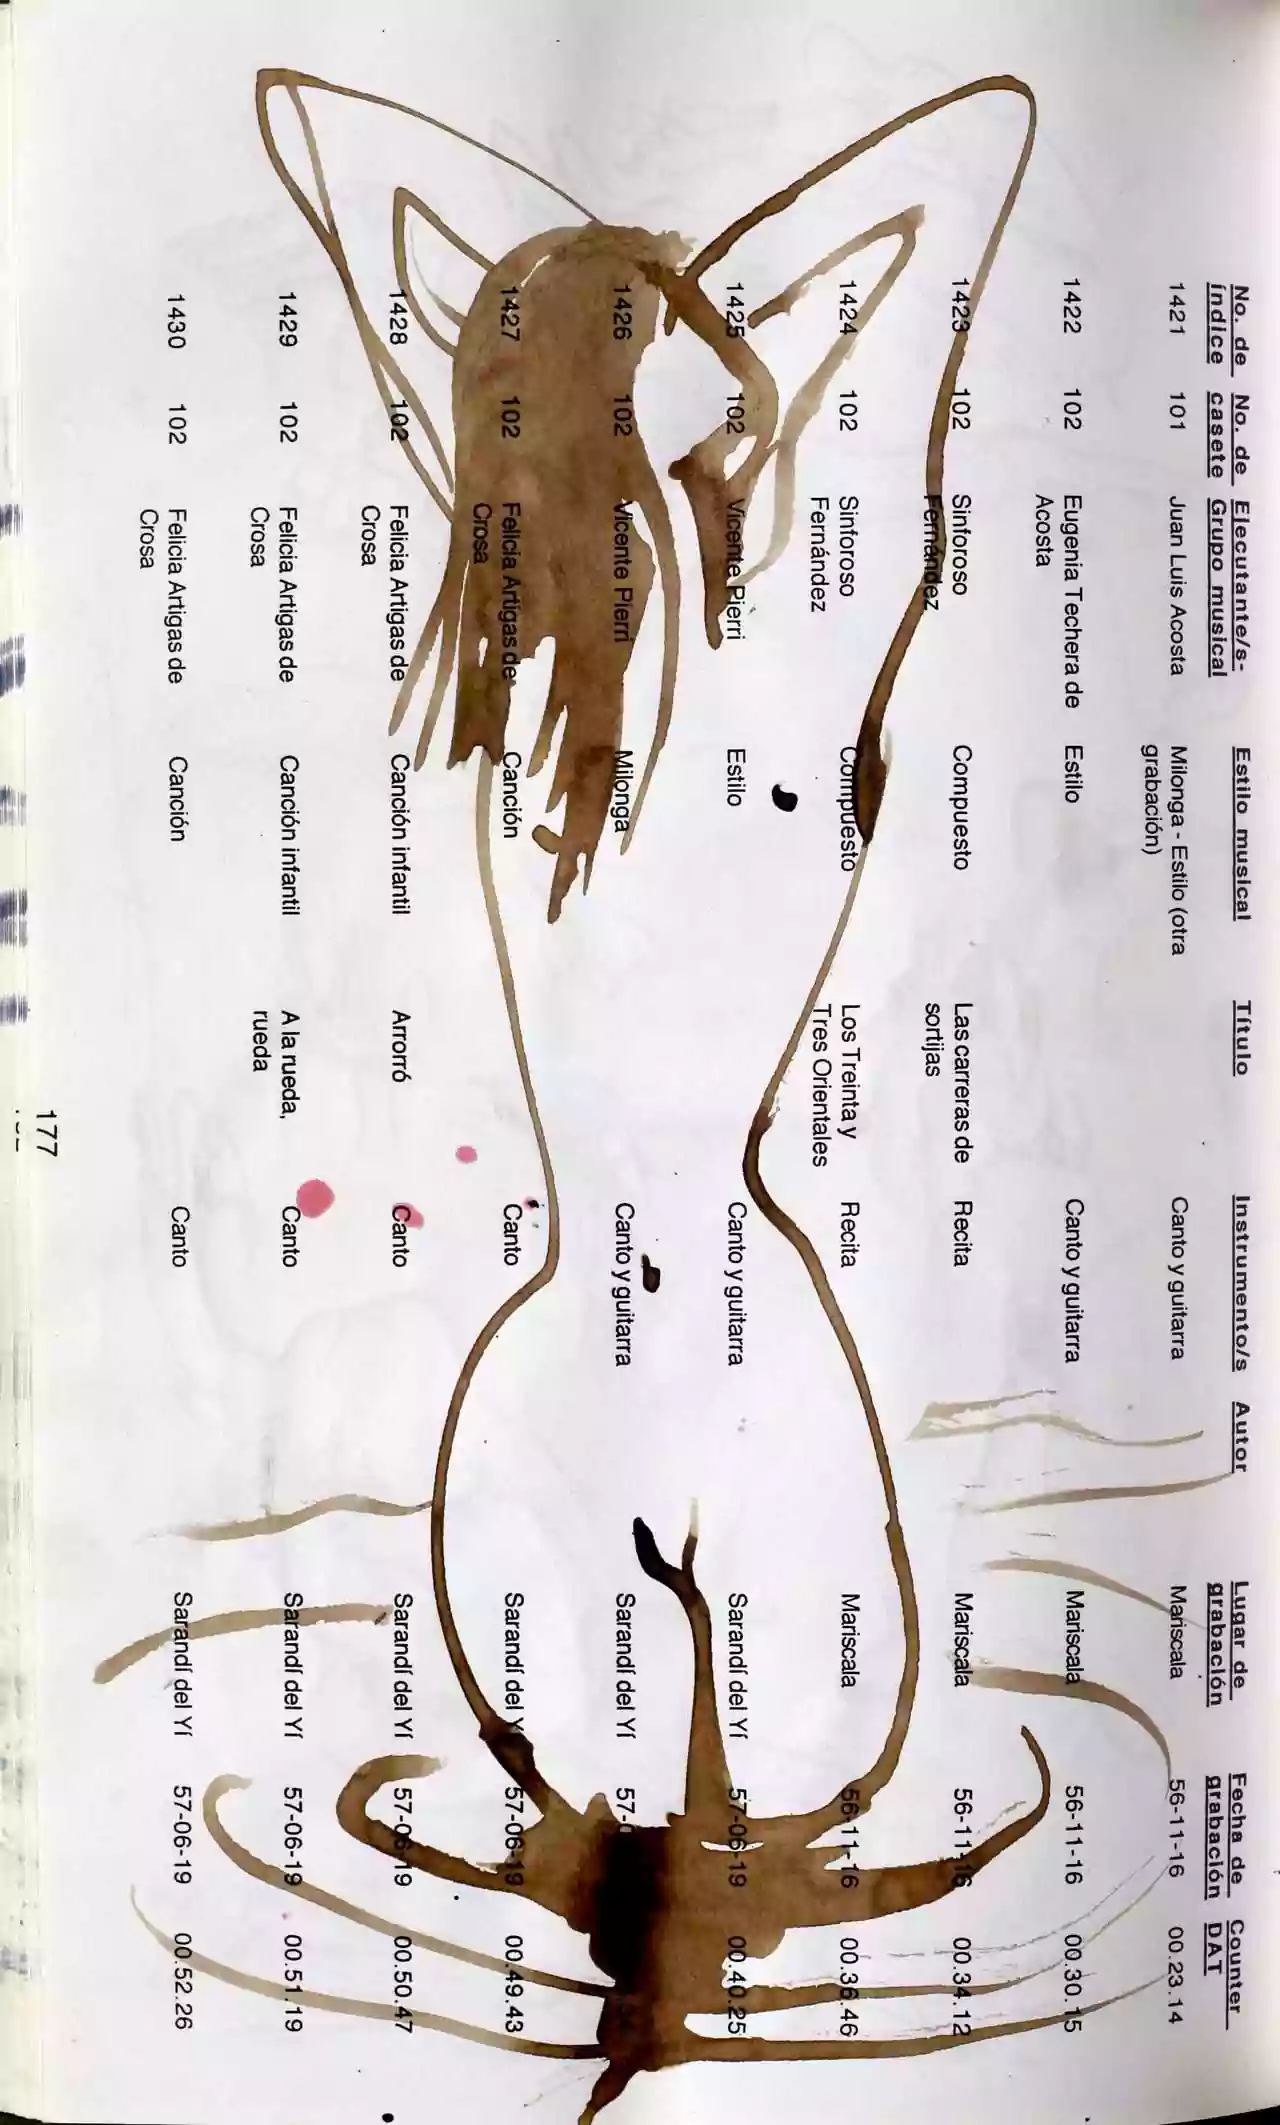 No. de índice No. de casete Ejecutante/s- Grupo musical Estilo musical Título Instrumento/s Autor Lugar de grabación Fecha de grabación Counter DAT
1421 101 Juan Luis Acosta Milonga - Estilo (otra grabación) Canto y guitarra Mariscala 56-11-16 00.23.14
1422 102 Eugenia Techera de Acosta Estilo Canto y guitarra Mariscala 56-11-16 00.30.15
1423 102 Sinforoso Fernández Compuesto Las carreras de sortijas Recita Mariscala 56-11-16 00.34.12
1424 102 Sinforoso Fernández Compuesto Los Treinta y Tres Orientales Recita Mariscala 56-11-16 00.36.46
1425 102 Vicente Pierri Estilo Canto y guitarra Sarandí del Yí 57-06-19 00.40.25
1426 102 Vicente Pierri Milonga Canto y guitarra Sarandí del Yí
1427 102 Felicia Artigas de Crosa Canción Canto Sarandí del Yí 57-06-19 00.49.43
1428 102 Felicia Artigas de Crosa Canción infantil Arrorró Canto Sarandí del Yí 57-06-19 00.50.47
1429 102 Felicia Artigas de Crosa Canción infantil A la rueda, rueda Canto Sarandí del Yí 57-06-19 00.51.19
1430 102 Felicia Artigas de Crosa Canción Canto Sarandí del Yí 57-06-19 00.52.26
177